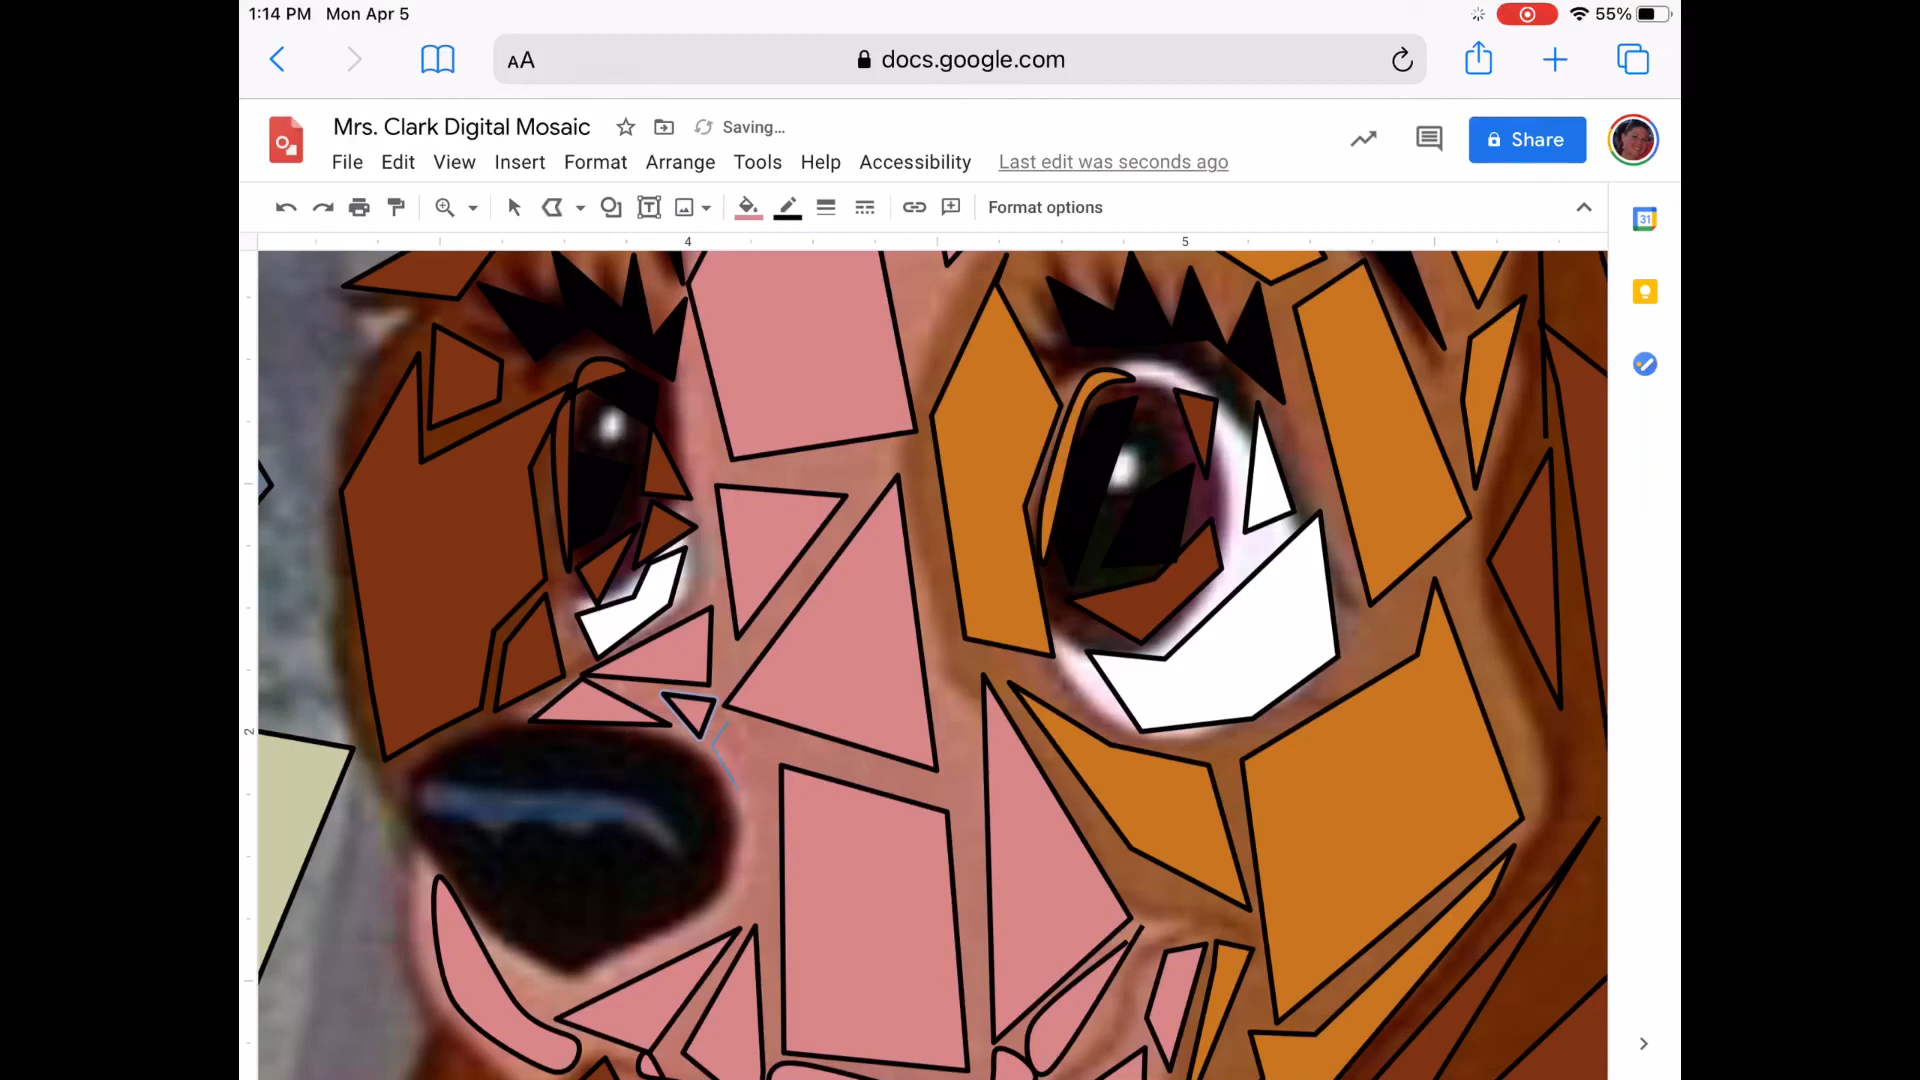 1:14 PM Mon Apr 5 55%
AA docs.google.com
Mrs. Clark Digital Mosaic Saving…
File Edit View Insert Format Arrange Tools Help Accessibility Last edit was seconds ago
Share
Format options
31
4 5
2